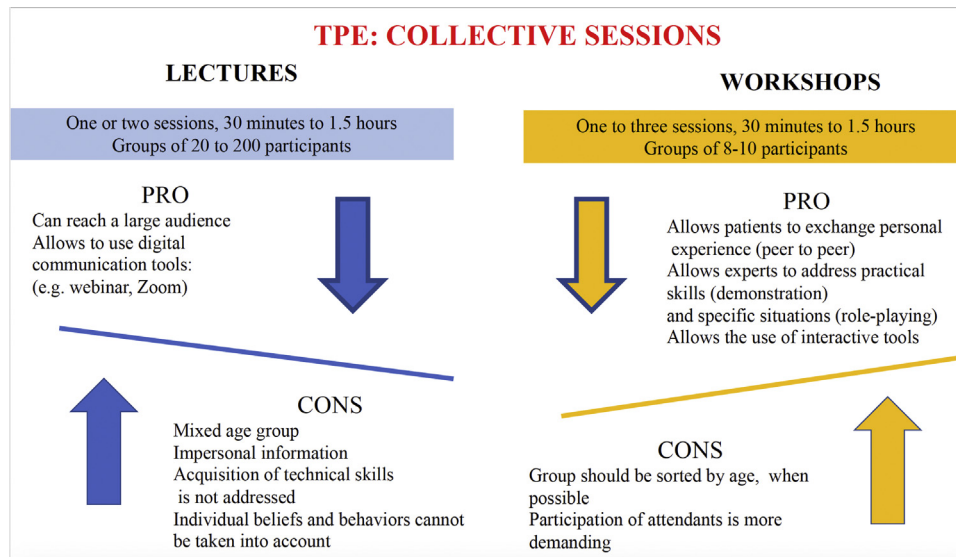 TPE: COLLECTIVE SESSIONS
LECTURES
One or two sessions, 30 minutes to 1.5 hours
Groups of 20 to 200 participants
PRO
Can reach a large audience
Allows to use digital
communication tools:
(e.g. webinar, Zoom)
CONS
Mixed age group
Impersonal information
Acquisition of technical skills
is not addressed
Individual beliefs and behaviors cannot
be taken into account
WORKSHOPS
One to three sessions, 30 minutes to 1.5 hours
Groups of 8-10 participants
PRO
Allows patients to exchange personal
experience (peer to peer)
Allows experts to address practical
skills (demonstration)
and specific situations (role-playing)
Allows the use of interactive tools
CONS
Group should be sorted by age, when
possible
Participation of attendants is more
demanding